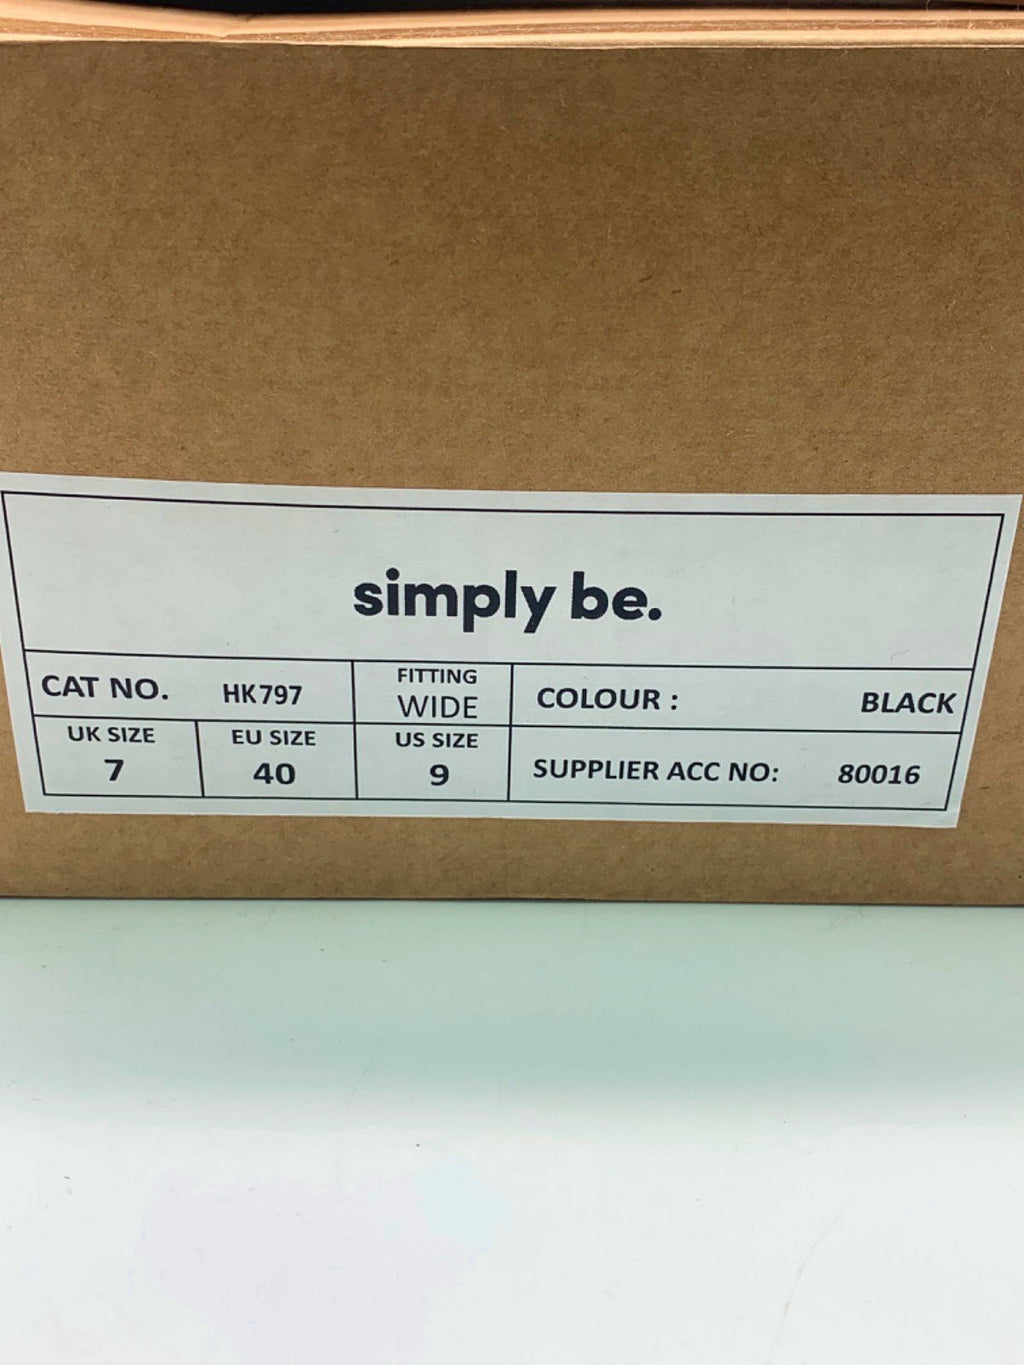 simply be.
CAT NO. HK797
FITTING
WIDE
COLOUR : BLACK
UK SIZE
7
EU SIZE
40
US SIZE
9
SUPPLIER ACC NO: 80016